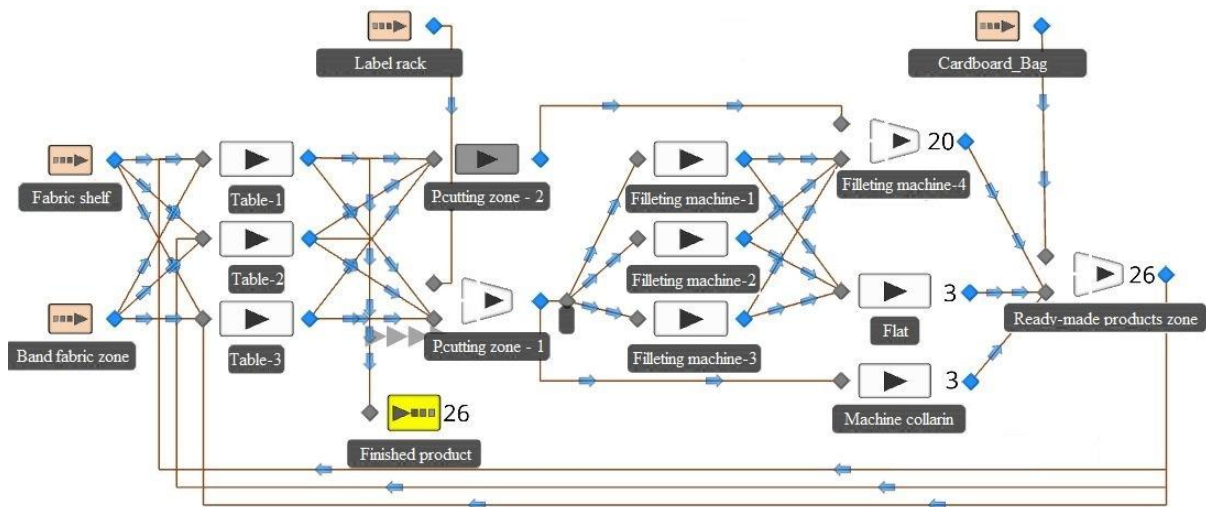 Label rack
Cardboard_Bag
20
Fabric shelf
Table-1
P.cutting zone - 2
Filleting machine-1
Filleting machine-4
Table-2
Filleting machine-2
26
3
Band fabric zone
Table-3
P.cutting zone - 1
Filleting machine-3
Flat
Ready-made products zone
26
3
Finished product
Machine collarin